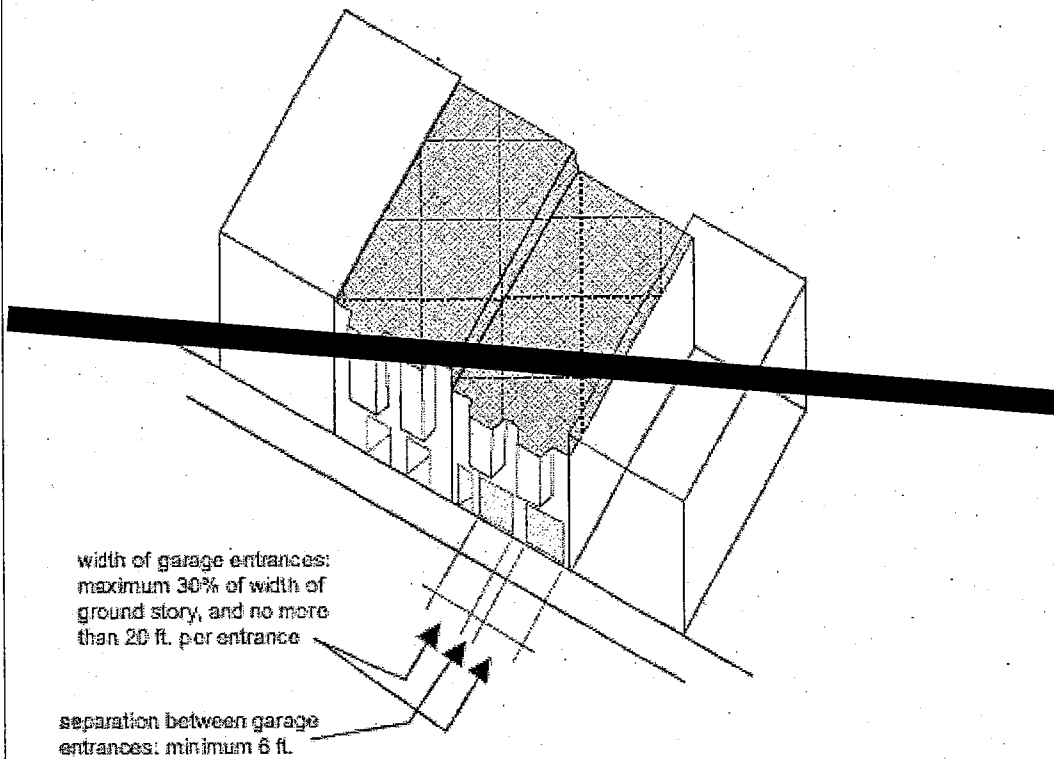 width of garage entrances:
maximum 30% of width of
ground story, and no more
than 20 ft. per entrance
separation between garage
entrances: minimum 6 ft.